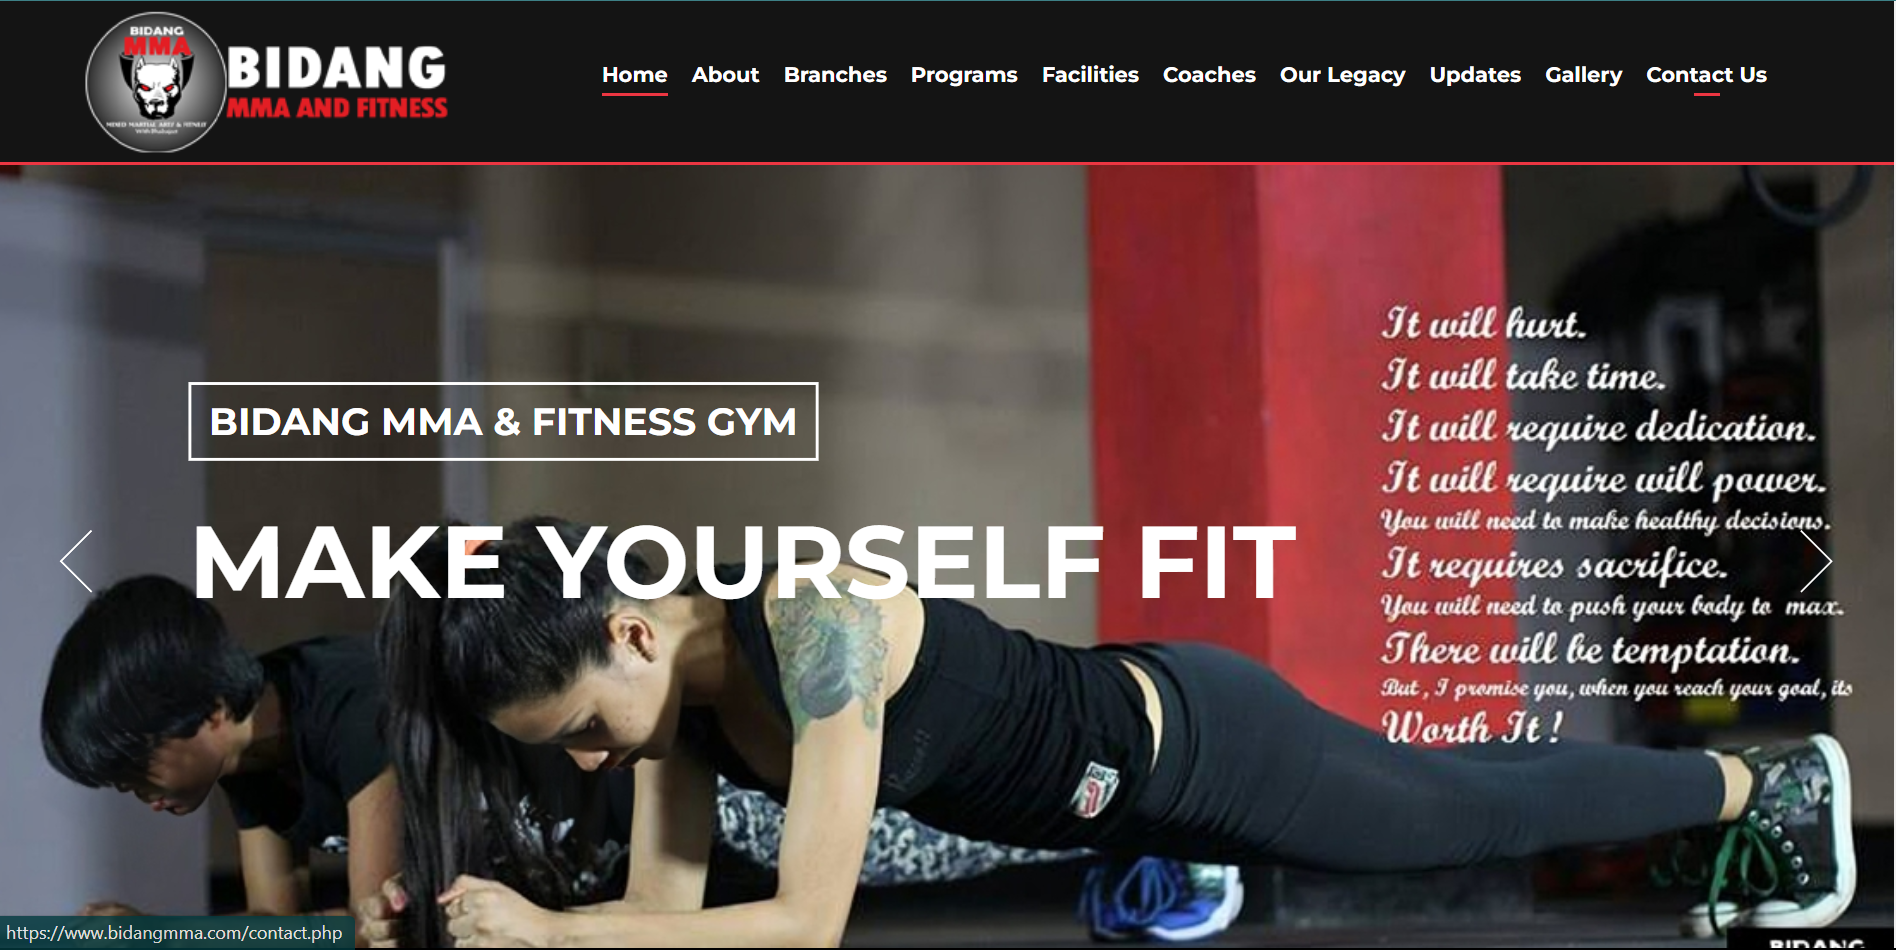 BIDANG
MMA
MIXED MARTIAL ARTS & FITNESS
BIDANG
MMA AND FITNESS
Home About Branches Programs Facilities Coaches Our Legacy Updates Gallery Contact Us
BIDANG MMA & FITNESS GYM
MAKE YOURSELF FIT
It will hurt.
It will take time.
It will require dedication.
It will require will power.
You will need to make healthy decisions.
It requires sacrifice.
You will need to push your body to max.
There will be temptation.
But, I promise you, when you reach your goal, its
Worth It !
https://www.bidangmma.com/contact.php
BIDANG